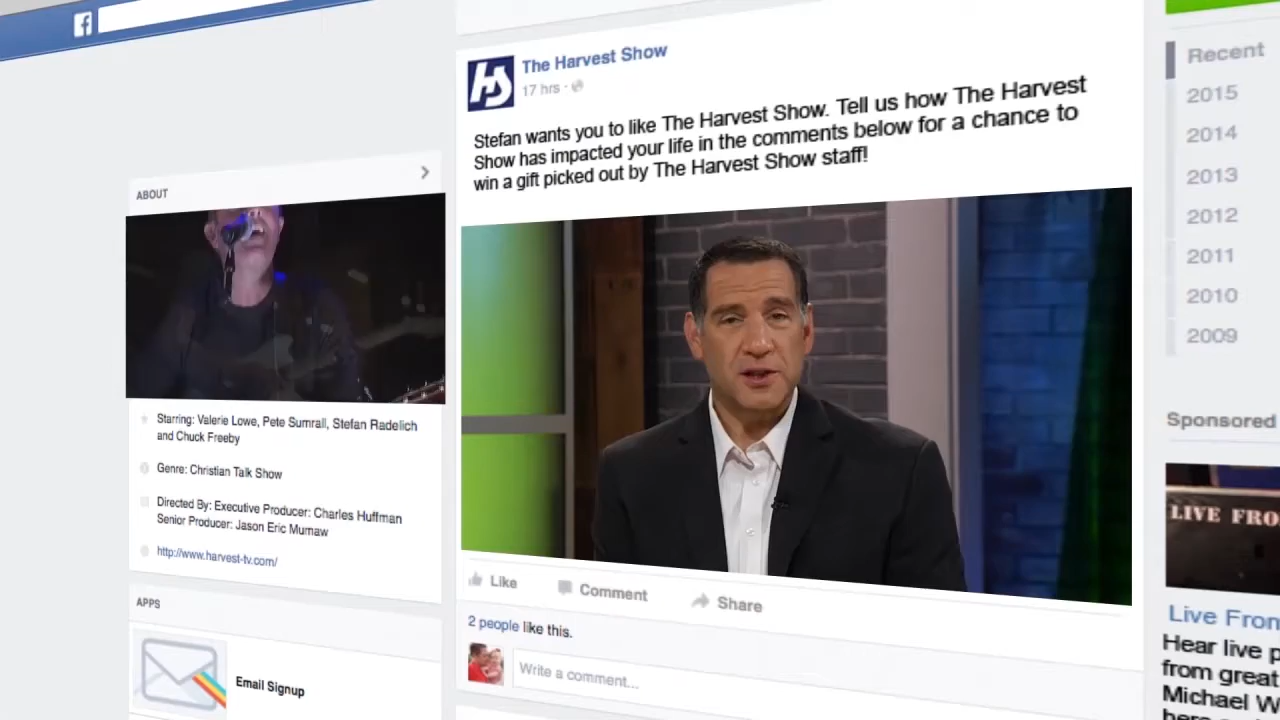 The Harvest Show
17 hrs
Stefan wants you to like The Harvest Show. Tell us how The Harvest
Show has impacted your life in the comments below for a chance to
win a gift picked out by The Harvest Show staff!
ABOUT
Starring: Valerie Lowe, Pete Sumrall, Stefan Radelich
and Chuck Freeby
Genre: Christian Talk Show
Directed By: Executive Producer: Charles Huffman
Senior Producer: Jason Eric Mumaw
http://www.harvest-tv.com/
APPS
Email Signup
Like
Comment
Share
2 people like this.
Write a comment...
Recent
2015
2014
2013
2012
2011
2010
2009
Sponsored
LIVE FRO
Live From
Hear live p
from great
Michael W